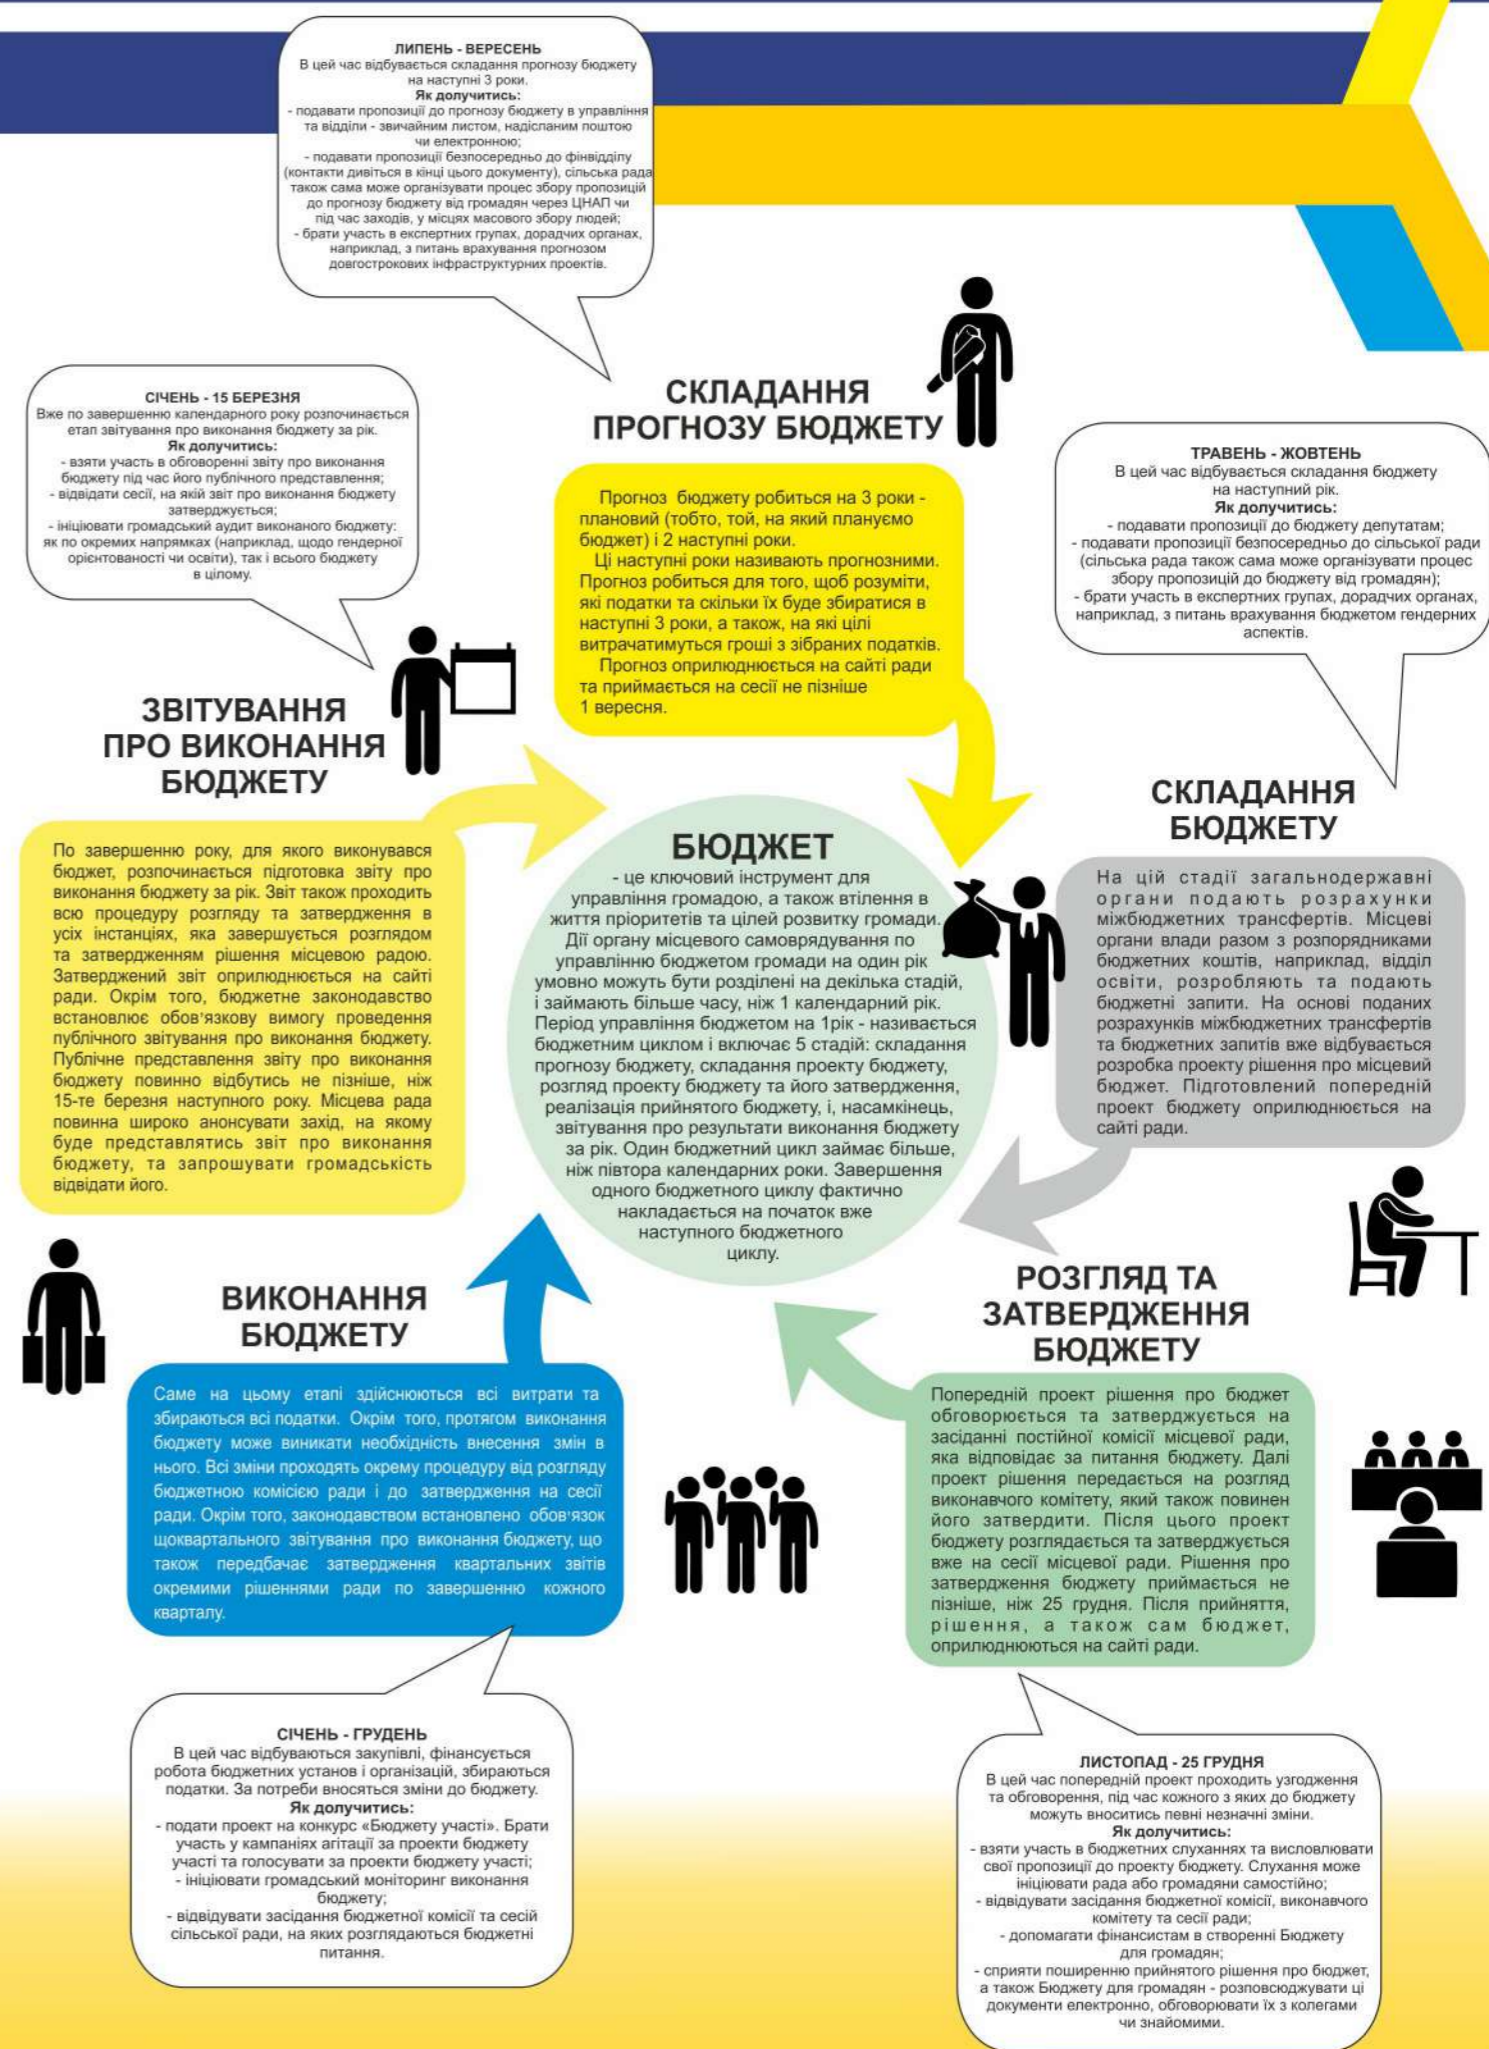 ЛИПЕНЬ - ВЕРЕСЕНЬ
В цей час відбувається складання прогнозу бюджету
на наступні 3 роки.
Як долучитись:
- подавати пропозиції до прогнозу бюджету в управління
та відділи - звичайним листом, надісланим поштою
чи електронною;
- подавати пропозиції безпосередньо до фінвідділу
(контакти дивіться в кінці цього документу), сільська рада
також сама може організувати процес збору пропозицій
до прогнозу бюджету від громадян через ЦНАП чи
під час заходів, у місцях масового збору людей;
- брати участь в експертних групах, дорадчих органах,
наприклад, з питань врахування прогнозом
довгострокових інфраструктурних проектів.
СКЛАДАННЯ
ПРОГНОЗУ БЮДЖЕТУ
Прогноз бюджету робиться на 3 роки -
плановий (тобто, той, на який плануємо
бюджет) і 2 наступні роки.
Ці наступні роки називають прогнозними.
Прогноз робиться для того, щоб розуміти,
які податки та скільки їх буде збиратися в
наступні 3 роки, а також, на які цілі
витрачатимуться гроші з зібраних податків.
Прогноз оприлюднюється на сайті ради
та приймається на сесії не пізніше
1 вересня.
СІЧЕНЬ - 15 БЕРЕЗНЯ
Вже по завершенню календарного року розпочинається
етап звітування про виконання бюджету за рік.
Як долучитись:
- взяти участь в обговоренні звіту про виконання
бюджету під час його публічного представлення;
- відвідати сесії, на якій звіт про виконання бюджету
затверджується;
- ініціювати громадський аудит виконаного бюджету:
як по окремих напрямках (наприклад, щодо гендерної
орієнтованості чи освіти), так і всього бюджету
в цілому.
ЗВІТУВАННЯ
ПРО ВИКОНАННЯ
БЮДЖЕТУ
По завершенню року, для якого виконувався
бюджет, розпочинається підготовка звіту про
виконання бюджету за рік. Звіт також проходить
всю процедуру розгляду та затвердження в
усіх інстанціях, яка завершується розглядом
та затвердженням рішення місцевою радою.
Затверджений звіт оприлюднюється на сайті
ради. Окрім того, бюджетне законодавство
встановлює обов'язкову вимогу проведення
публічного звітування про виконання бюджету.
Публічне представлення звіту про виконання
бюджету повинно відбутись не пізніше, ніж
15-те березня наступного року. Місцева рада
повинна широко анонсувати захід, на якому
буде представлятись звіт про виконання
бюджету, та запрошувати громадськість
відвідати його.
ТРАВЕНЬ - ЖОВТЕНЬ
В цей час відбувається складання бюджету
на наступний рік.
Як долучитись:
- подавати пропозиції до бюджету депутатам;
- подавати пропозиції безпосередньо до сільської ради
(сільська рада також сама може організувати процес
збору пропозицій до бюджету від громадян);
- брати участь в експертних групах, дорадчих органах,
наприклад, з питань врахування бюджетом гендерних
аспектів.
СКЛАДАННЯ
БЮДЖЕТУ
На цій стадії загальнодержавні
органи подають розрахунки
міжбюджетних трансфертів. Місцеві
органи влади разом з розпорядниками
бюджетних коштів, наприклад, відділ
освіти, розробляють та подають
бюджетні запити. На основі поданих
розрахунків міжбюджетних трансфертів
та бюджетних запитів вже відбувається
розробка проекту рішення про місцевий
бюджет. Підготовлений попередній
проект бюджету оприлюднюється на
сайті ради.
БЮДЖЕТ
- це ключовий інструмент для
управління громадою, а також втілення в
життя пріоритетів та цілей розвитку громади.
Дії органу місцевого самоврядування по
управлінню бюджетом громади на один рік
умовно можуть бути розділені на декілька стадій,
і займають більше часу, ніж 1 календарний рік.
Період управління бюджетом на 1рік - називається
бюджетним циклом і включає 5 стадій: складання
прогнозу бюджету, складання проекту бюджету,
розгляд проекту бюджету та його затвердження,
реалізація прийнятого бюджету, і, насамкінець,
звітування про результати виконання бюджету
за рік. Один бюджетний цикл займає більше,
ніж півтора календарних роки. Завершення
одного бюджетного циклу фактично
накладається на початок вже
наступного бюджетного
циклу.
ВИКОНАННЯ
БЮДЖЕТУ
Саме на цьому етапі здійснюються всі витрати та
збираються всі податки. Окрім того, протягом виконання
бюджету може виникати необхідність внесення змін в
нього. Всі зміни проходять окрему процедуру від розгляду
бюджетною комісією ради і до затвердження на сесії
ради. Окрім того, законодавством встановлено обов'язок
щоквартального звітування про виконання бюджету, що
також передбачає затвердження квартальних звітів
окремими рішеннями ради по завершенню кожного
кварталу.
РОЗГЛЯД ТА
ЗАТВЕРДЖЕННЯ
БЮДЖЕТУ
Попередній проект рішення про бюджет
обговорюється та затверджується на
засіданні постійної комісії місцевої ради,
яка відповідає за питання бюджету. Далі
проект рішення передається на розгляд
виконавчого комітету, який також повинен
його затвердити. Після цього проект
бюджету розглядається та затверджується
вже на сесії місцевої ради. Рішення про
затвердження бюджету приймається не
пізніше, ніж 25 грудня. Після прийняття,
рішення, а також сам бюджет,
оприлюднюються на сайті ради.
СІЧЕНЬ - ГРУДЕНЬ
В цей час відбуваються закупівлі, фінансується
робота бюджетних установ і організацій, збираються
податки. За потреби вносяться зміни до бюджету.
Як долучитись:
- подати проект на конкурс «Бюджету участі». Брати
участь у кампаніях агітації за проекти бюджету
участі та голосувати за проекти бюджету участі;
- ініціювати громадський моніторинг виконання
бюджету;
- відвідувати засідання бюджетної комісії та сесій
сільської ради, на яких розглядаються бюджетні
питання.
ЛИСТОПАД - 25 ГРУДНЯ
В цей час попередній проект проходить узгодження
та обговорення, під час кожного з яких до бюджету
можуть вноситись певні незначні зміни.
Як долучитись:
- взяти участь в бюджетних слуханнях та висловлювати
свої пропозиції до проекту бюджету. Слухання може
ініціювати рада або громадяни самостійно;
- відвідувати засідання бюджетної комісії, виконавчого
комітету та сесії ради;
- допомагати фінансистам в створенні Бюджету
для громадян;
- сприяти поширенню прийнятого рішення про бюджет,
а також Бюджету для громадян - розповсюджувати ці
документи електронно, обговорювати їх з колегами
чи знайомими.